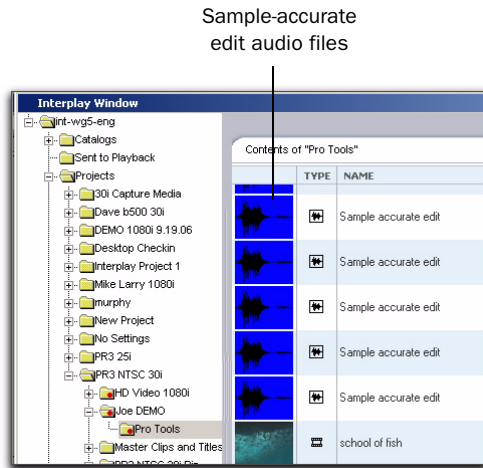 Sample-accurate
edit audio files
Interplay Window
int-wg5-eng
Catalogs
Sent to Playback
Projects
30i Capture Media
Dave b500 30i
DEMO 1080i 9.19.06
Desktop Checkin
Interplay Project 1
Mike Larry 1080i
murphy
New Project
No Settings
PR3 25i
PR3 NTSC 30i
HD Video 1080i
Joe DEMO
Pro Tools
Master Clips and Titles
PR3 NTSC 30i Bin
Contents of "Pro Tools"
TYPE NAME
Sample accurate edit
Sample accurate edit
Sample accurate edit
Sample accurate edit
Sample accurate edit
school of fish